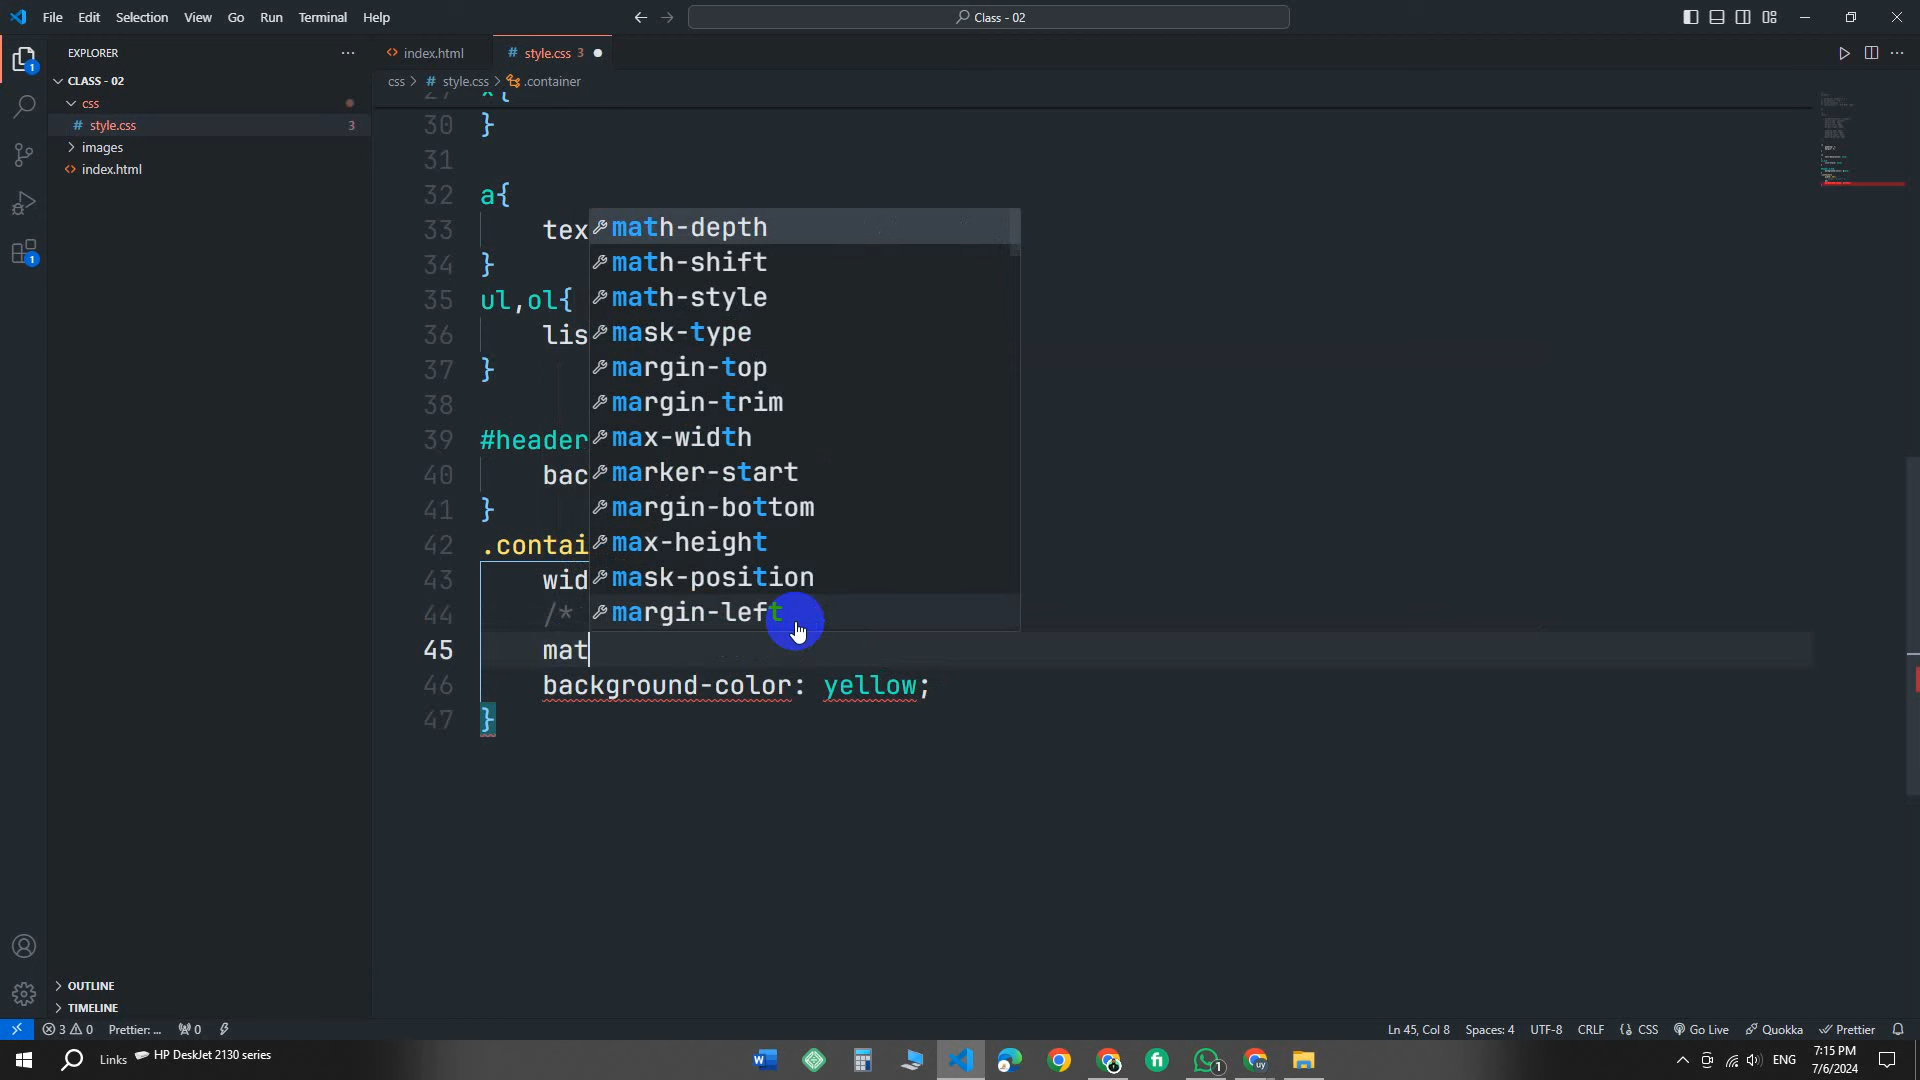 File Edit Selection View Go Run Terminal Help
Class - 02
EXPLORER
index.html
# style.css 3
CLASS - 02
css > # style.css > .container
css
# style.css 3
images
index.html
30 }
31
32 a{
33 tex
34 }
35 ul,ol{
36 lis
37 }
38
39 #header
40 bac
41 }
42 .contai
43 wid
44 /*
45 mat
46 background-color: yellow;
47 }
math-depth
math-shift
math-style
mask-type
margin-top
margin-trim
max-width
marker-start
margin-bottom
max-height
mask-position
margin-left
1
1
OUTLINE
TIMELINE
3 0 Prettier: ... 0
Ln 45, Col 8 Spaces: 4 UTF-8 CRLF {} CSS Go Live Quokka Prettier
Links HP DeskJet 2130 series
1
uy
ENG
7:15 PM
7/6/2024